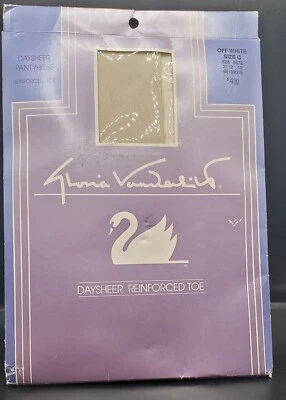 DAYSHEER
PANTYHOSE
REINFORCED TOE
OFF WHITE
SIZE Q
Gloria Vanderbilt
DAYSHEER REINFORCED TOE